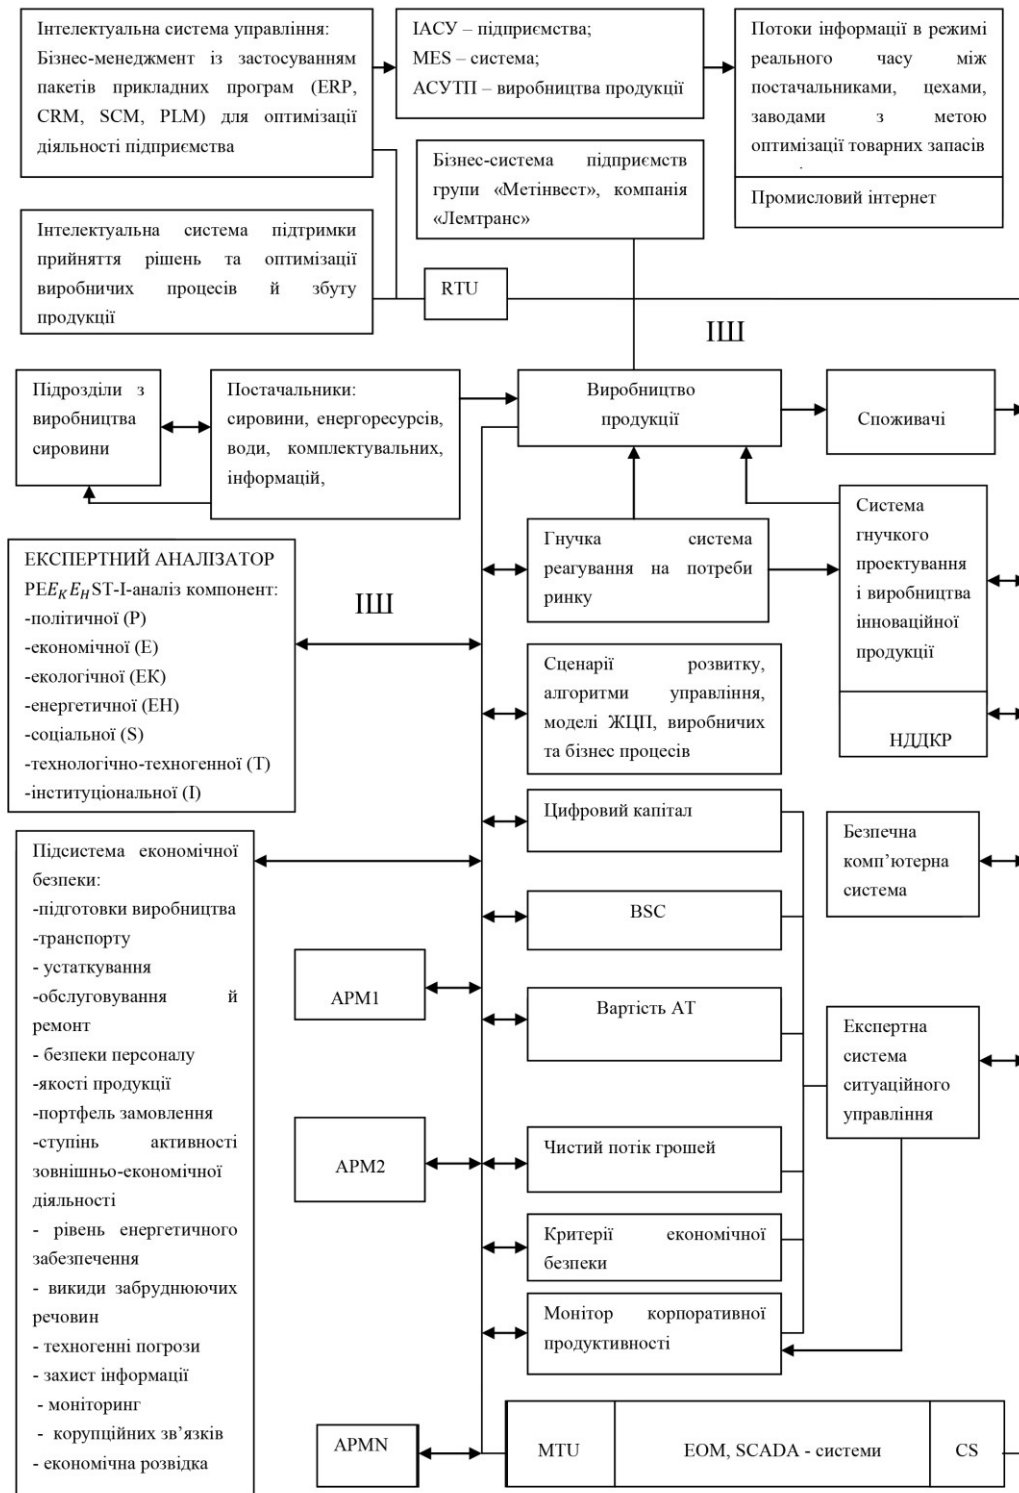 Інтелектуальна система управління:
Бізнес-менеджмент із застосуванням
пакетів прикладних програм (ERP,
CRM, SCM, PLM) для оптимізації
діяльності підприємства
ІАСУ – підприємства;
MES – система;
АСУТП – виробництва продукції
Потоки інформації в режимі
реального часу між
постачальниками, цехами,
заводами з метою
оптимізації товарних запасів
Промисловий інтернет
Бізнес-система підприємств
групи «Метінвест», компанія
«Лемтранс»
Інтелектуальна система підтримки
прийняття рішень та оптимізації
виробничих процесів й збуту
продукції
RTU
ІШ
Підрозділи з
виробництва
сировини
Постачальники:
сировини, енергоресурсів,
води, комплектувальних,
інформацій,
Виробництво
продукції
Споживачі
ЕКСПЕРТНИЙ АНАЛІЗАТОР
PEE_KE_HST-I-аналіз компонент:
-політичної (P)
-економічної (E)
-екологічної (ЕК)
-енергетичної (ЕН)
-соціальної (S)
-технологічно-техногенної (Т)
-інституціональної (І)
ІШ
Гнучка система
реагування на потреби
ринку
Система
гнучкого
проектування
і виробництва
інноваційної
продукції
НДДКР
Сценарії розвитку,
алгоритми управління,
моделі ЖЦП, виробничих
та бізнес процесів
Цифровий капітал
Безпечна
комп’ютерна
система
BSC
Вартість АТ
Експертна
система
ситуаційного
управління
Чистий потік грошей
Критерії економічної
безпеки
Монітор корпоративної
продуктивності
Підсистема економічної
безпеки:
-підготовки виробництва
-транспорту
- устаткування
-обслуговування й
ремонт
- безпеки персоналу
-якості продукції
-портфель замовлення
-ступінь активності
зовнішньо-економічної
діяльності
- рівень енергетичного
забезпечення
- викиди забруднюючих
речовин
- техногенні погрози
- захист інформації
- моніторинг
- корупційних зв’язків
- економічна розвідка
АРМ1
АРМ2
АРМN
MTU
ЕОМ, SCADA - системи
CS